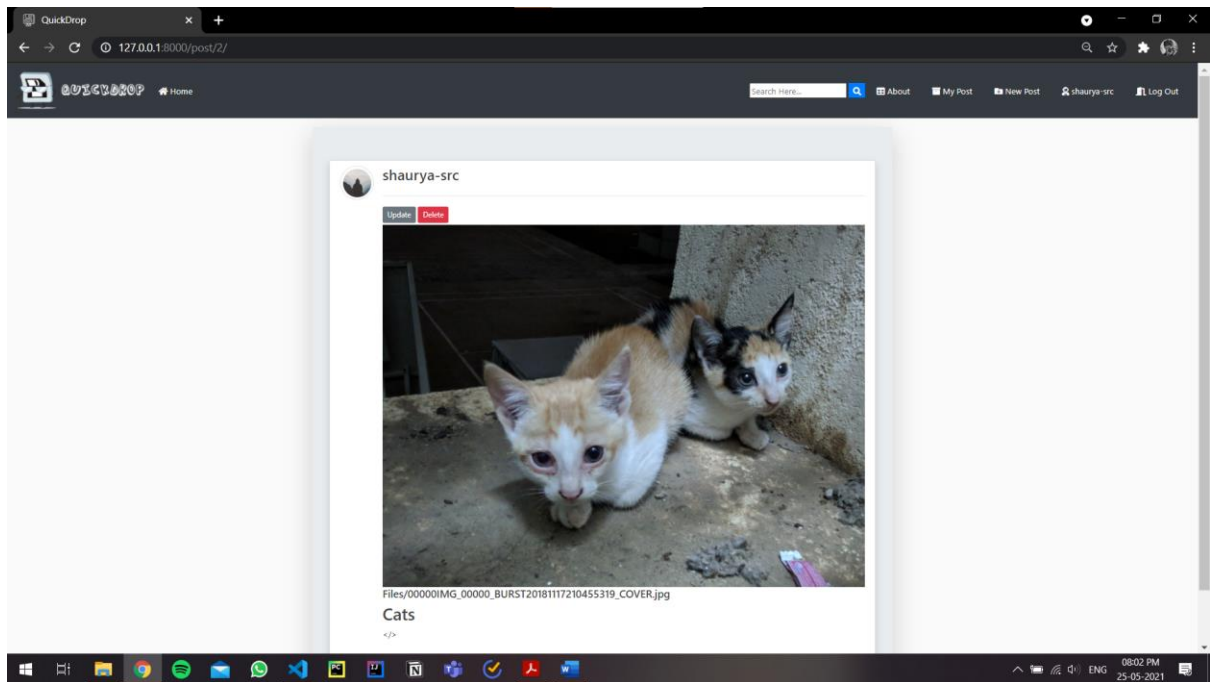 QuickDrop
127.0.0.1:8000/post/2/
QUICKDROP Home Search Here... About My Post New Post shaurya-src Log Out
shaurya-src
Update Delete
Files/00000IMG_00000_BURST20181117210455319_COVER.jpg
Cats
</>
ENG 08:02 PM
25-05-2021